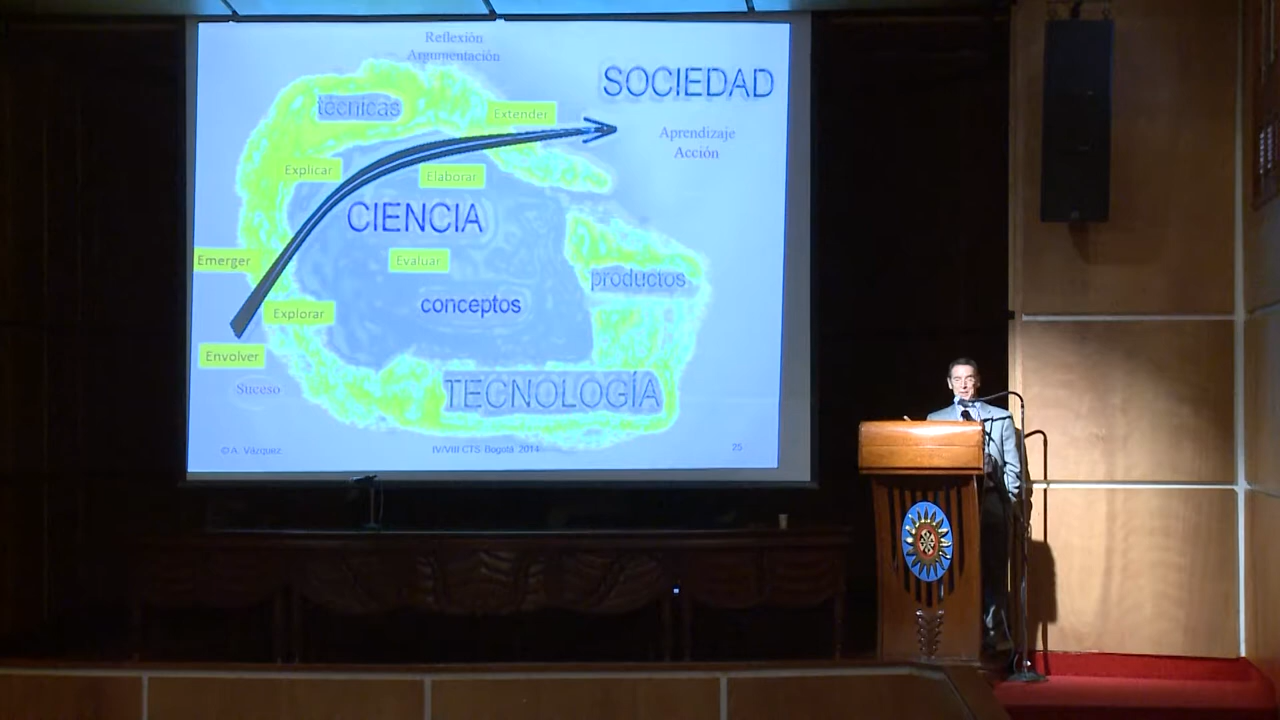 Reflexión
Argumentación
SOCIEDAD
técnicas
Extender
Aprendizaje
Acción
Explicar
Elaborar
CIENCIA
Emerger
Evaluar
productos
conceptos
Explorar
Envolver
Suceso
TECNOLOGÍA
© A. Vázquez
IV/VIII CTS. Bogotá. 2014
25